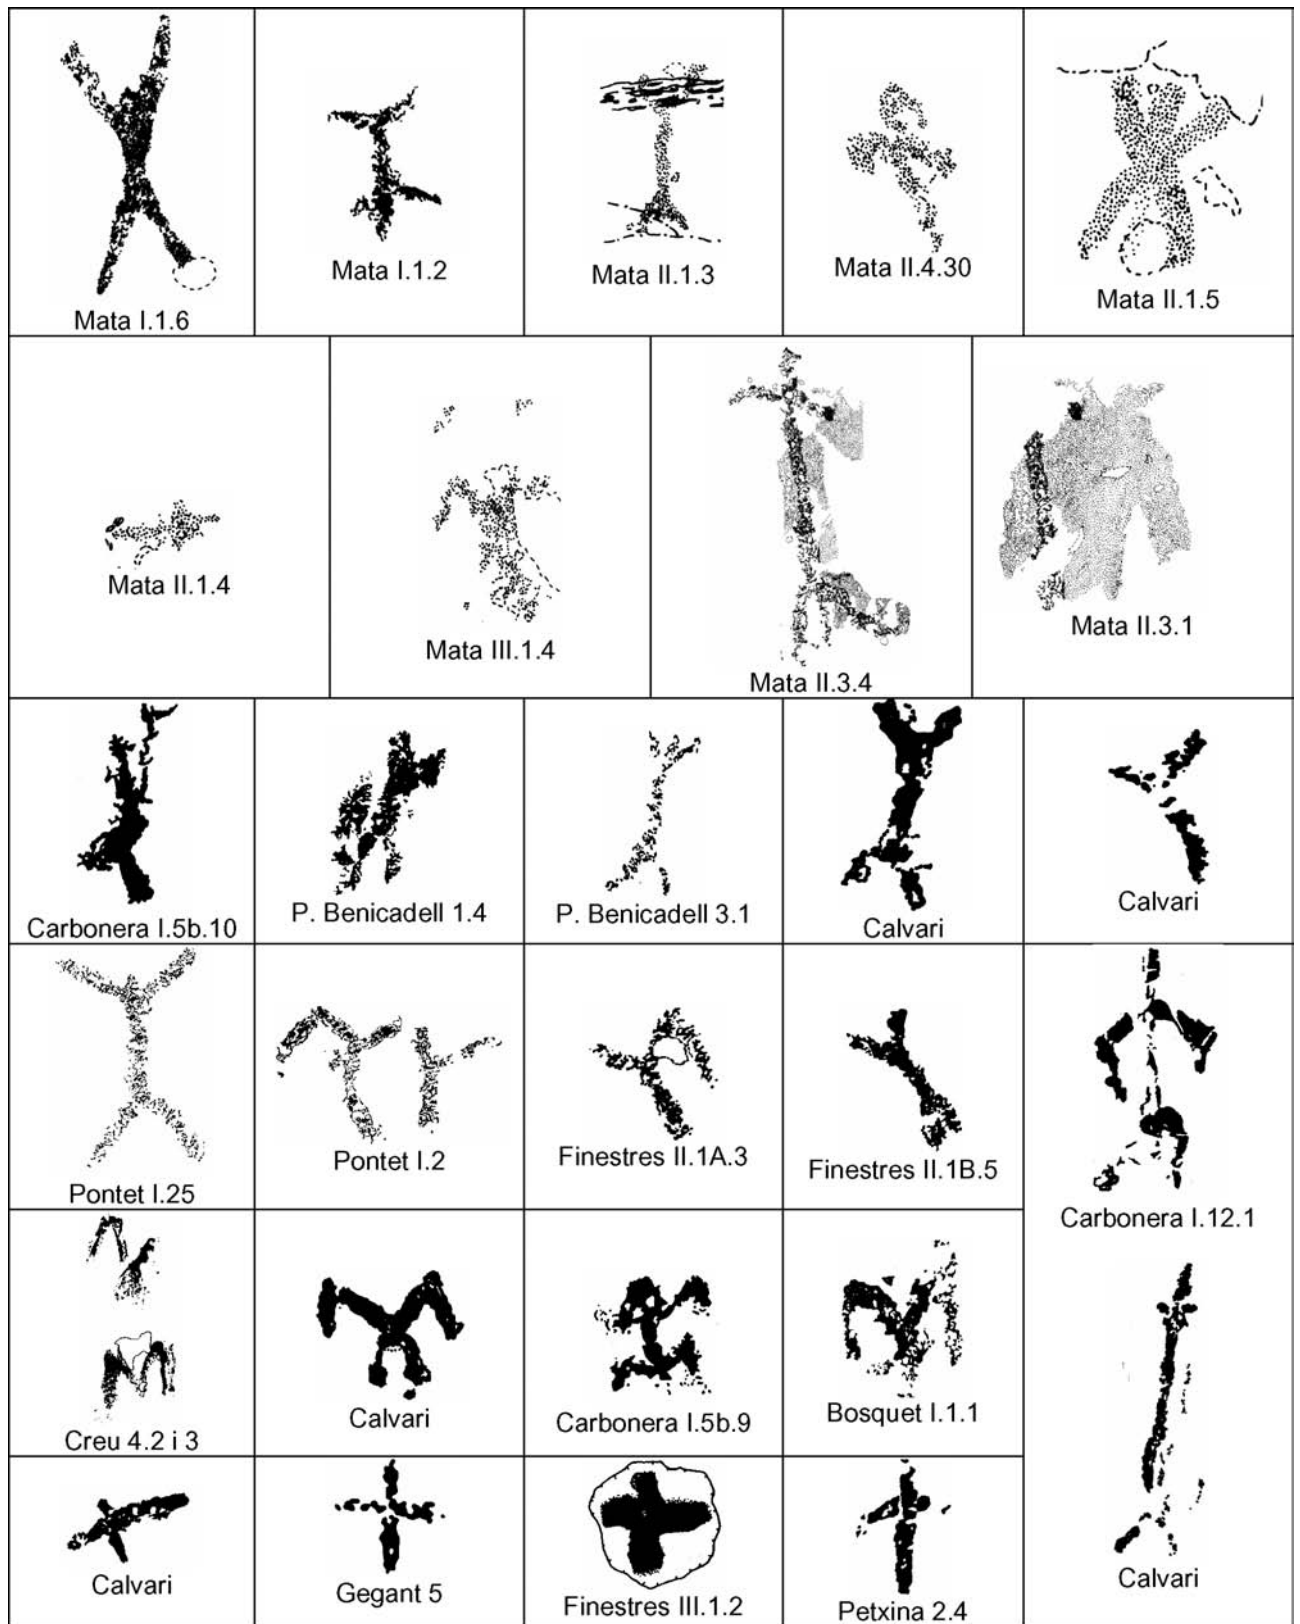 Mata I.1.6
Mata I.1.2
Mata II.1.3
Mata II.4.30
Mata II.1.5
Mata II.1.4
Mata III.1.4
Mata II.3.4
Mata II.3.1
Carbonera I.5b.10
P. Benicadell 1.4
P. Benicadell 3.1
Calvari
Calvari
Pontet I.25
Pontet I.2
Finestres II.1A.3
Finestres II.1B.5
Carbonera I.12.1
Creu 4.2 i 3
Calvari
Carbonera I.5b.9
Bosquet I.1.1
Calvari
Gegant 5
Finestres III.1.2
Petxina 2.4
Calvari